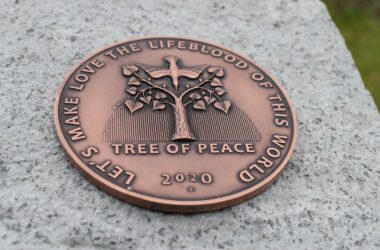 "LET'S MAKE LOVE THE LIFEBLOOD OF THIS WORLD"
TREE OF PEACE
2020